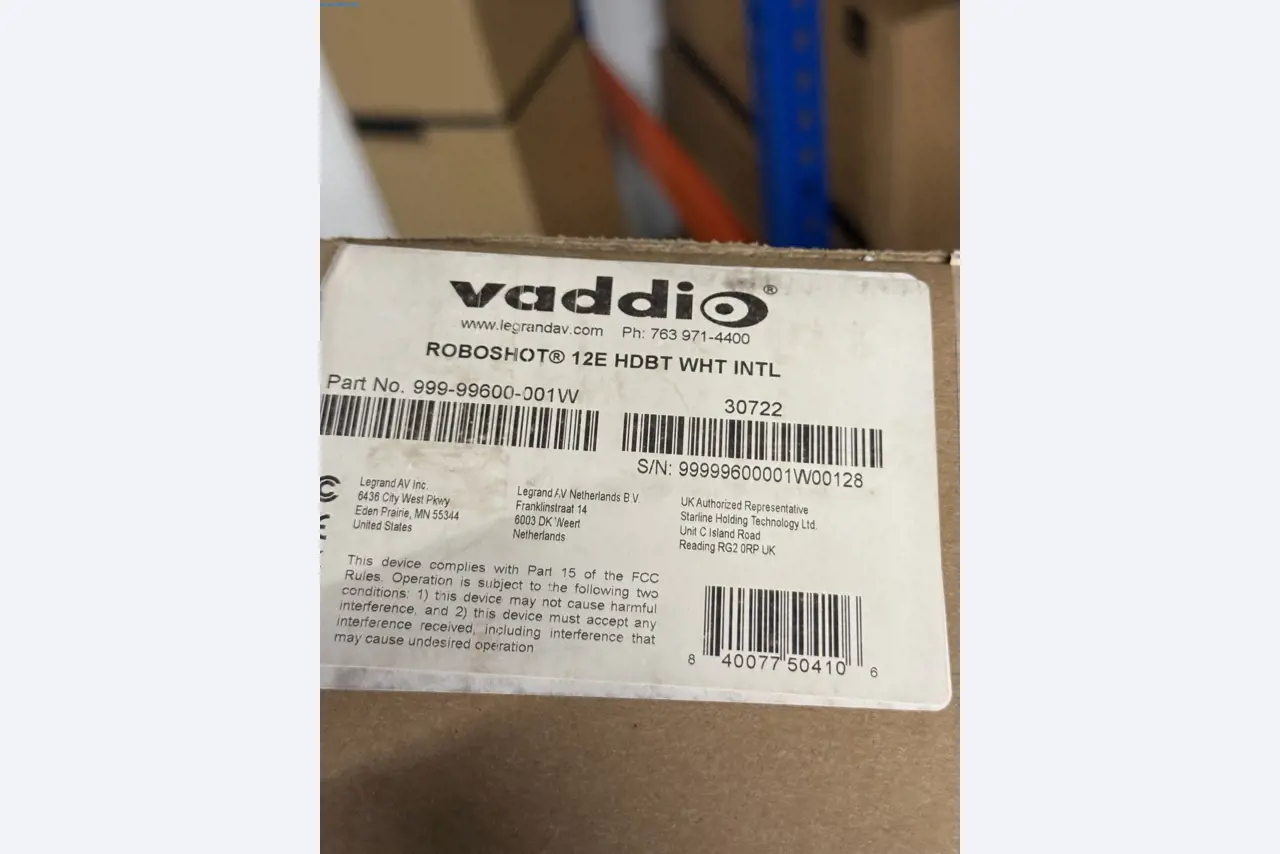 vaddio®
www.legrandav.com Ph: 763 971-4400
ROBOSHOT® 12E HDBT WHT INTL
Part No. 999-99600-001W
30722
S/N: 99999600001W00128
Legrand AV Inc.
6436 City West Pkwy
Eden Prairie, MN 55344
United States
Legrand AV Netherlands B.V.
Franklinstraat 14
6003 DK Weert
Netherlands
UK Authorized Representative
Starline Holding Technology Ltd.
Unit C Island Road
Reading RG2 0RP UK
This device complies with Part 15 of the FCC
Rules. Operation is subject to the following two
conditions: 1) this device may not cause harmful
interference, and 2) this device must accept any
interference received, including interference that
may cause undesired operation
8 40077 50410 6